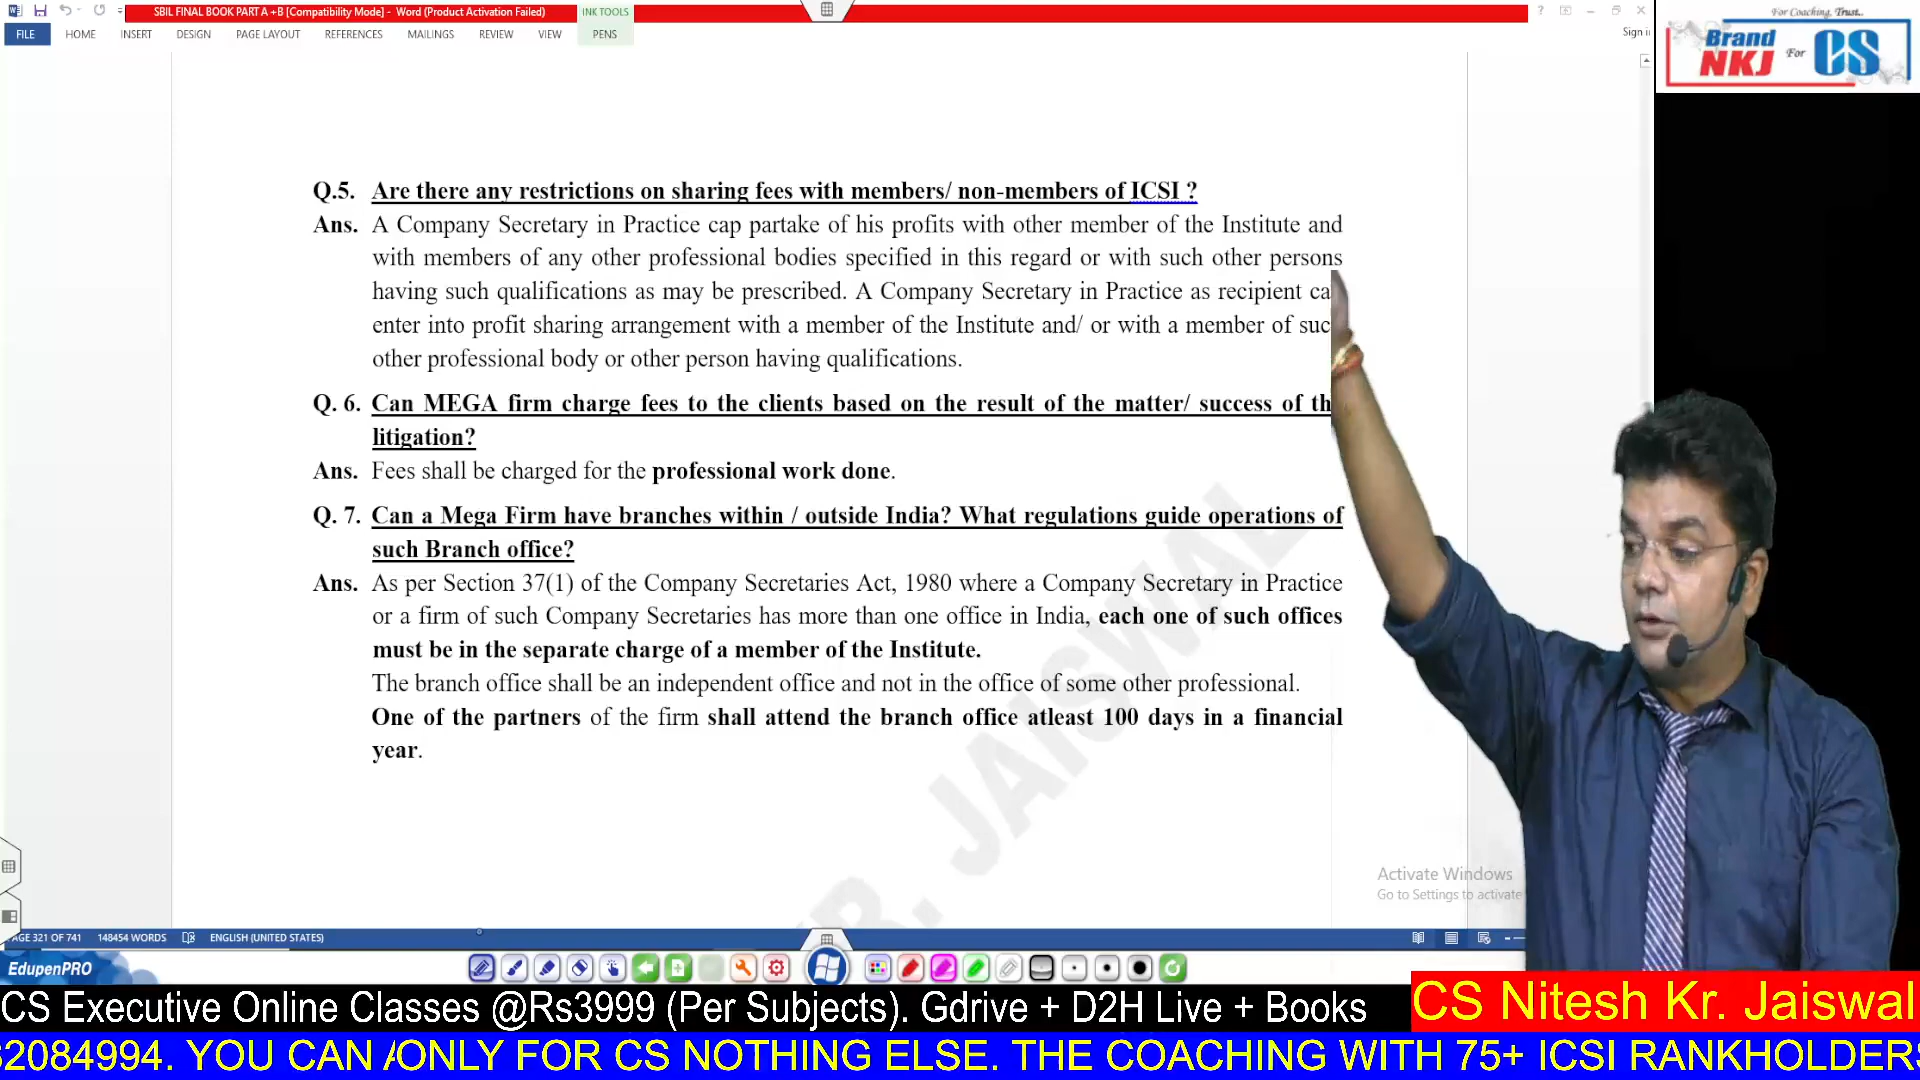 SBIL FINAL BOOK PART A +B [Compatibility Mode] - Word (Product Activation Failed)
INK TOOLS
FILE HOME INSERT DESIGN PAGE LAYOUT REFERENCES MAILINGS REVIEW VIEW PENS
Sign i
For Coaching, Trust..
Brand NKJ For CS
Q.5. Are there any restrictions on sharing fees with members/ non-members of ICSI ?
Ans. A Company Secretary in Practice cap partake of his profits with other member of the Institute and
with members of any other professional bodies specified in this regard or with such other persons
having such qualifications as may be prescribed. A Company Secretary in Practice as recipient ca
enter into profit sharing arrangement with a member of the Institute and/ or with a member of suc
other professional body or other person having qualifications.
Q. 6. Can MEGA firm charge fees to the clients based on the result of the matter/ success of th
litigation?
Ans. Fees shall be charged for the professional work done.
Q. 7. Can a Mega Firm have branches within / outside India? What regulations guide operations of
such Branch office?
Ans. As per Section 37(1) of the Company Secretaries Act, 1980 where a Company Secretary in Practice
or a firm of such Company Secretaries has more than one office in India, each one of such offices
must be in the separate charge of a member of the Institute.
The branch office shall be an independent office and not in the office of some other professional.
One of the partners of the firm shall attend the branch office atleast 100 days in a financial
year.
KR. JAISWAL
Activate Windows
Go to Settings to activate
PAGE 321 OF 741 148454 WORDS ENGLISH (UNITED STATES)
EdupenPRO
CS Executive Online Classes @Rs3999 (Per Subjects). Gdrive + D2H Live + Books
CS Nitesh Kr. Jaiswal
2084994. YOU CAN ONLY FOR CS NOTHING ELSE. THE COACHING WITH 75+ ICSI RANKHOLDERS